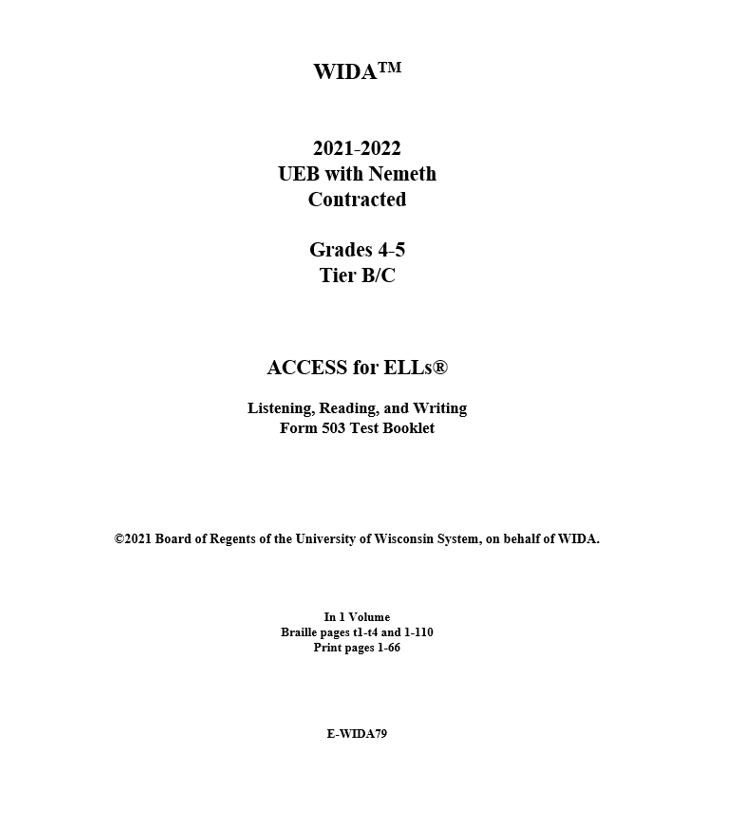 WIDA™
2021-2022
UEB with Nemeth
Contracted
Grades 4-5
Tier B/C
ACCESS for ELLs®
Listening, Reading, and Writing
Form 503 Test Booklet
©2021 Board of Regents of the University of Wisconsin System, on behalf of WIDA.
In 1 Volume
Braille pages t1-t4 and 1-110
Print pages 1-66
E-WIDA79